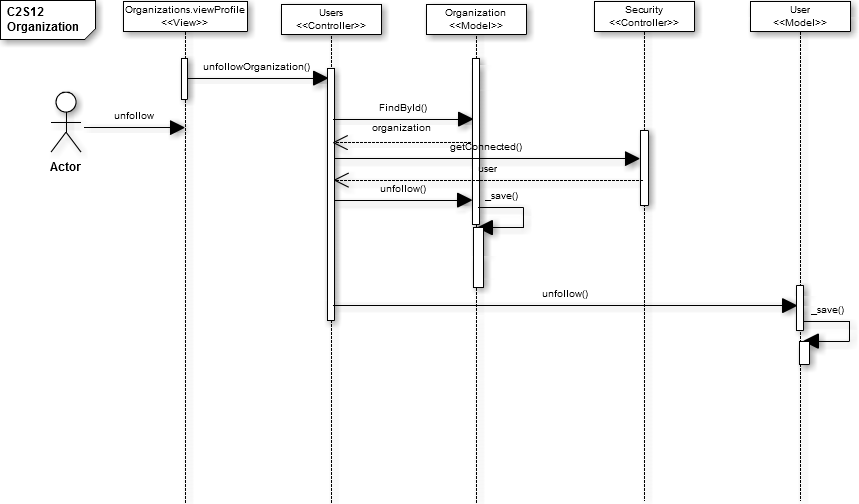 C2S12
Organization
Organizations.viewProfile
<<View>>
Users
<<Controller>>
Organization
<<Model>>
Security
<<Controller>>
User
<<Model>>
unfollowOrganization()
unfollow
Actor
FindById()
organization
getConnected()
user
unfollow()
_save()
unfollow()
_save()